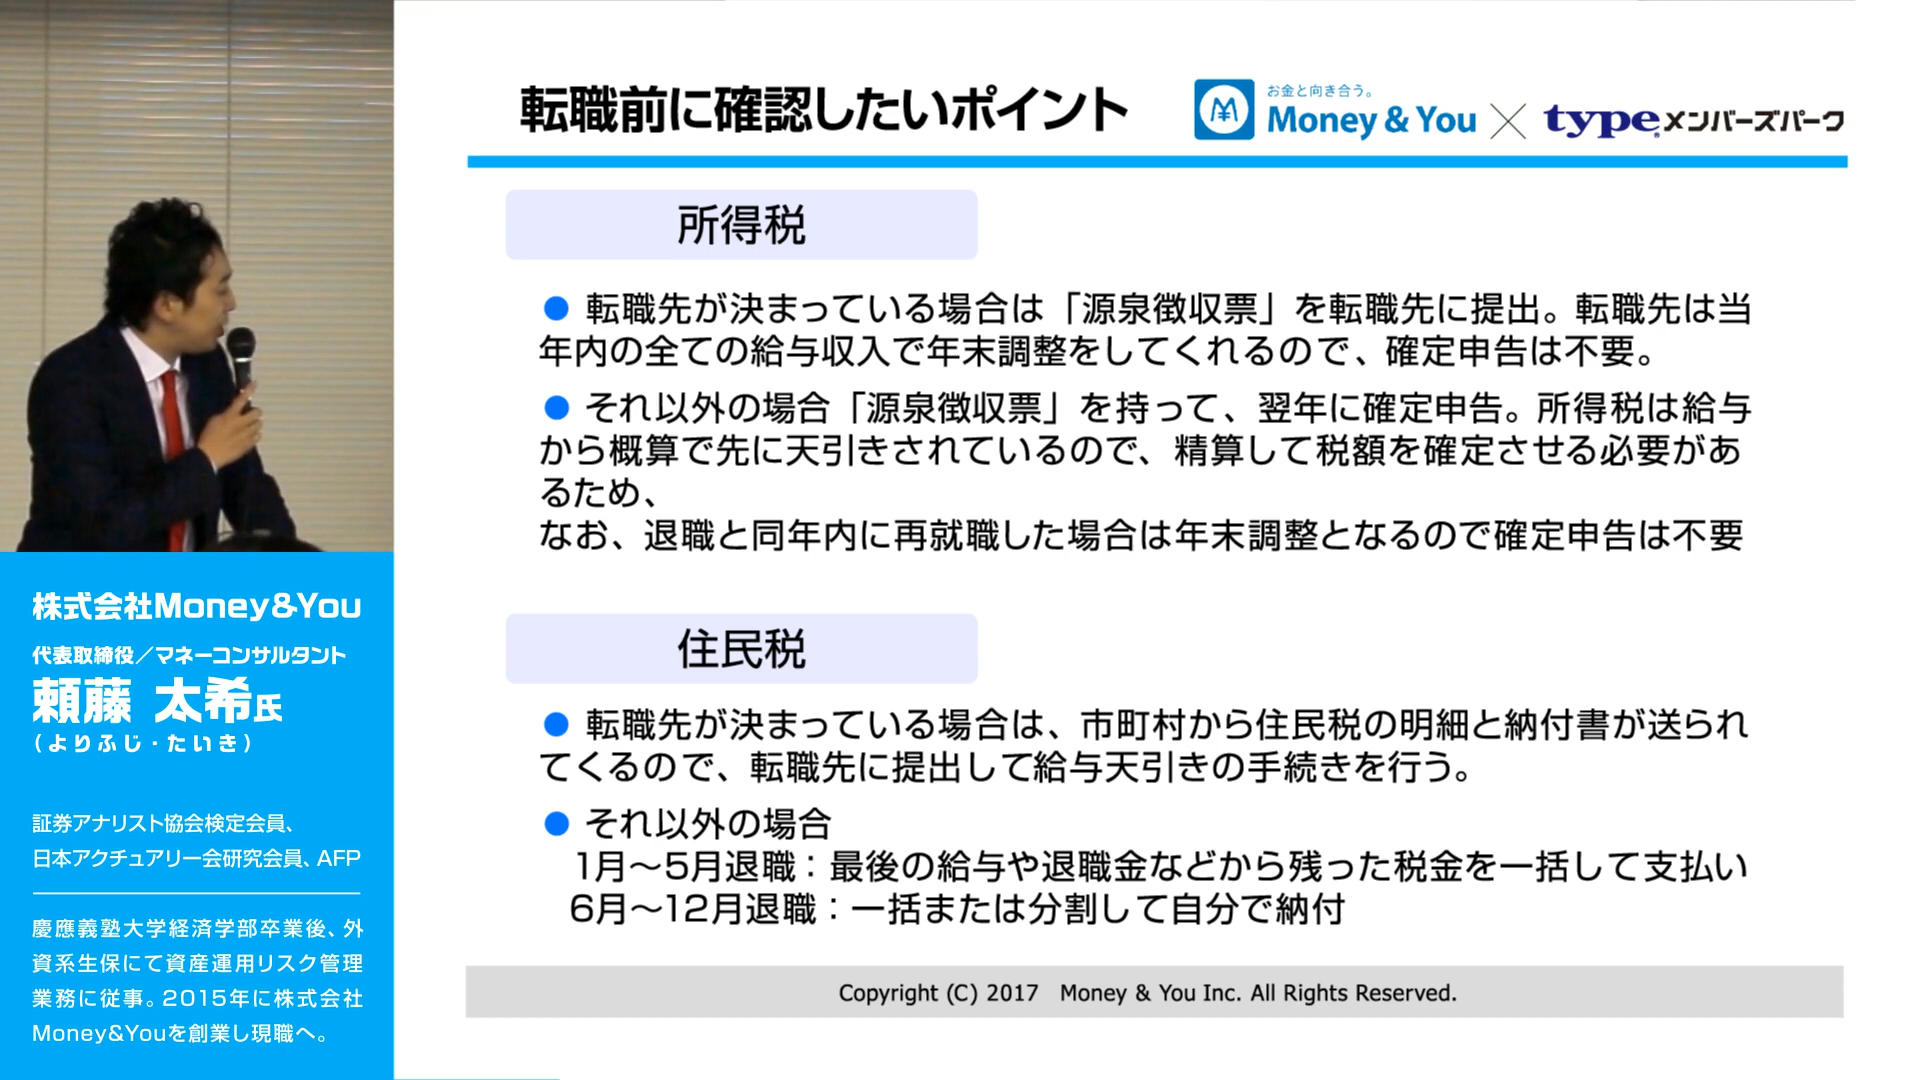 転職前に確認したいポイント
お金と向き合う。
Money & You × typeメンバーズパーク
所得税
● 転職先が決まっている場合は「源泉徴収票」を転職先に提出。転職先は当
年内の全ての給与収入で年末調整をしてくれるので、確定申告は不要。
● それ以外の場合「源泉徴収票」を持って、翌年に確定申告。所得税は給与
から概算で先に天引きされているので、精算して税額を確定させる必要があ
るため、
なお、退職と同年内に再就職した場合は年末調整となるので確定申告は不要
住民税
● 転職先が決まっている場合は、市町村から住民税の明細と納付書が送られ
てくるので、転職先に提出して給与天引きの手続きを行う。
● それ以外の場合
1月～5月退職：最後の給与や退職金などから残った税金を一括して支払い
6月～12月退職：一括または分割して自分で納付
Copyright (C) 2017 Money & You Inc. All Rights Reserved.
株式会社Money&You
代表取締役／マネーコンサルタント
頼藤 太希氏
（よりふじ・たいき）
証券アナリスト協会検定会員、
日本アクチュアリー会研究会員、AFP
慶應義塾大学経済学部卒業後、外
資系生保にて資産運用リスク管理
業務に従事。2015年に株式会社
Money&Youを創業し現職へ。